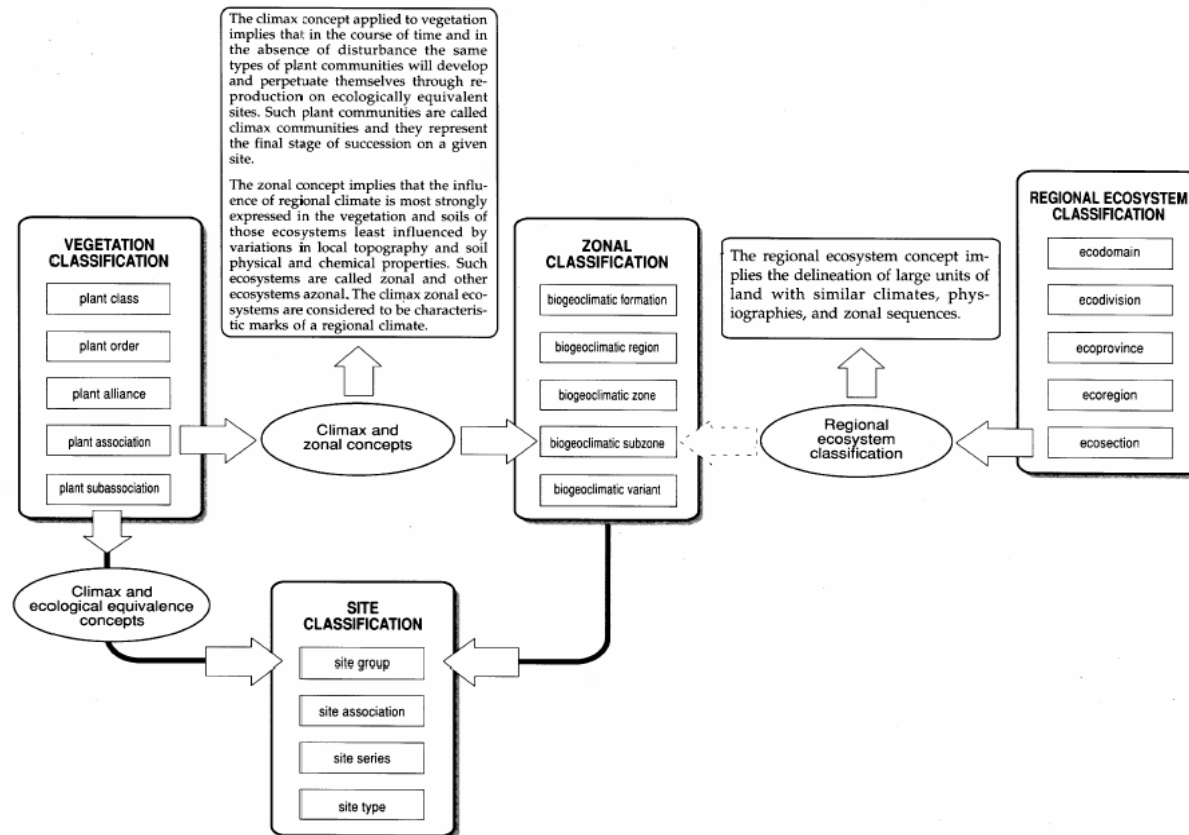 The climax concept applied to vegetation
implies that in the course of time and in
the absence of disturbance the same
types of plant communities will develop
and perpetuate themselves through re-
production on ecologically equivalent
sites. Such plant communities are called
climax communities and they represent
the final stage of succession on a given
site.
The zonal concept implies that the influ-
ence of regional climate is most strongly
expressed in the vegetation and soils of
those ecosystems least influenced by
variations in local topography and soil
physical and chemical properties. Such
ecosystems are called zonal and other
ecosystems azonal. The climax zonal eco-
systems are considered to be characteris-
tic marks of a regional climate.
VEGETATION
CLASSIFICATION
plant class
plant order
plant alliance
plant association
plant subassociation
Climax and
zonal concepts
ZONAL
CLASSIFICATION
biogeoclimatic formation
biogeoclimatic region
biogeoclimatic zone
biogeoclimatic subzone
biogeoclimatic variant
The regional ecosystem concept im-
plies the delineation of large units of
land with similar climates, phys-
iographies, and zonal sequences.
Regional
ecosystem
classification
REGIONAL ECOSYSTEM
CLASSIFICATION
ecodomain
ecodivision
ecoprovince
ecoregion
ecosection
Climax and
ecological equivalence
concepts
SITE
CLASSIFICATION
site group
site association
site series
site type